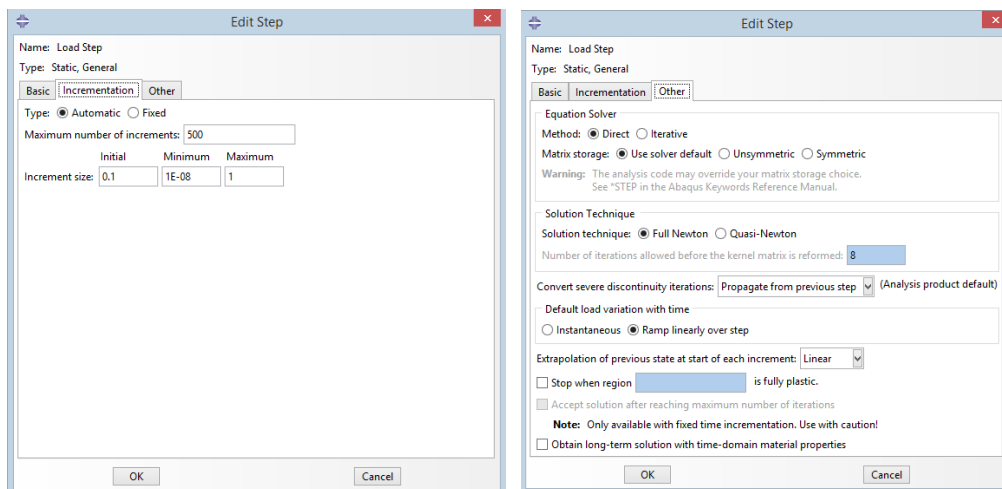 Edit Step
Name: Load Step
Type: Static, General
Basic Incrementation Other
Type: Automatic Fixed
Maximum number of increments: 500
Initial Minimum Maximum
Increment size: 0.1 1E-08 1
OK Cancel
Edit Step
Name: Load Step
Type: Static, General
Basic Incrementation Other
Equation Solver
Method: Direct Iterative
Matrix storage: Use solver default Unsymmetric Symmetric
Warning: The analysis code may override your matrix storage choice.
See *STEP in the Abaqus Keywords Reference Manual.
Solution Technique
Solution technique: Full Newton Quasi-Newton
Number of iterations allowed before the kernel matrix is reformed: 8
Convert severe discontinuity iterations: Propagate from previous step (Analysis product default)
Default load variation with time
Instantaneous Ramp linearly over step
Extrapolation of previous state at start of each increment: Linear
Stop when region is fully plastic.
Accept solution after reaching maximum number of iterations
Note: Only available with fixed time incrementation. Use with caution!
Obtain long-term solution with time-domain material properties
OK Cancel